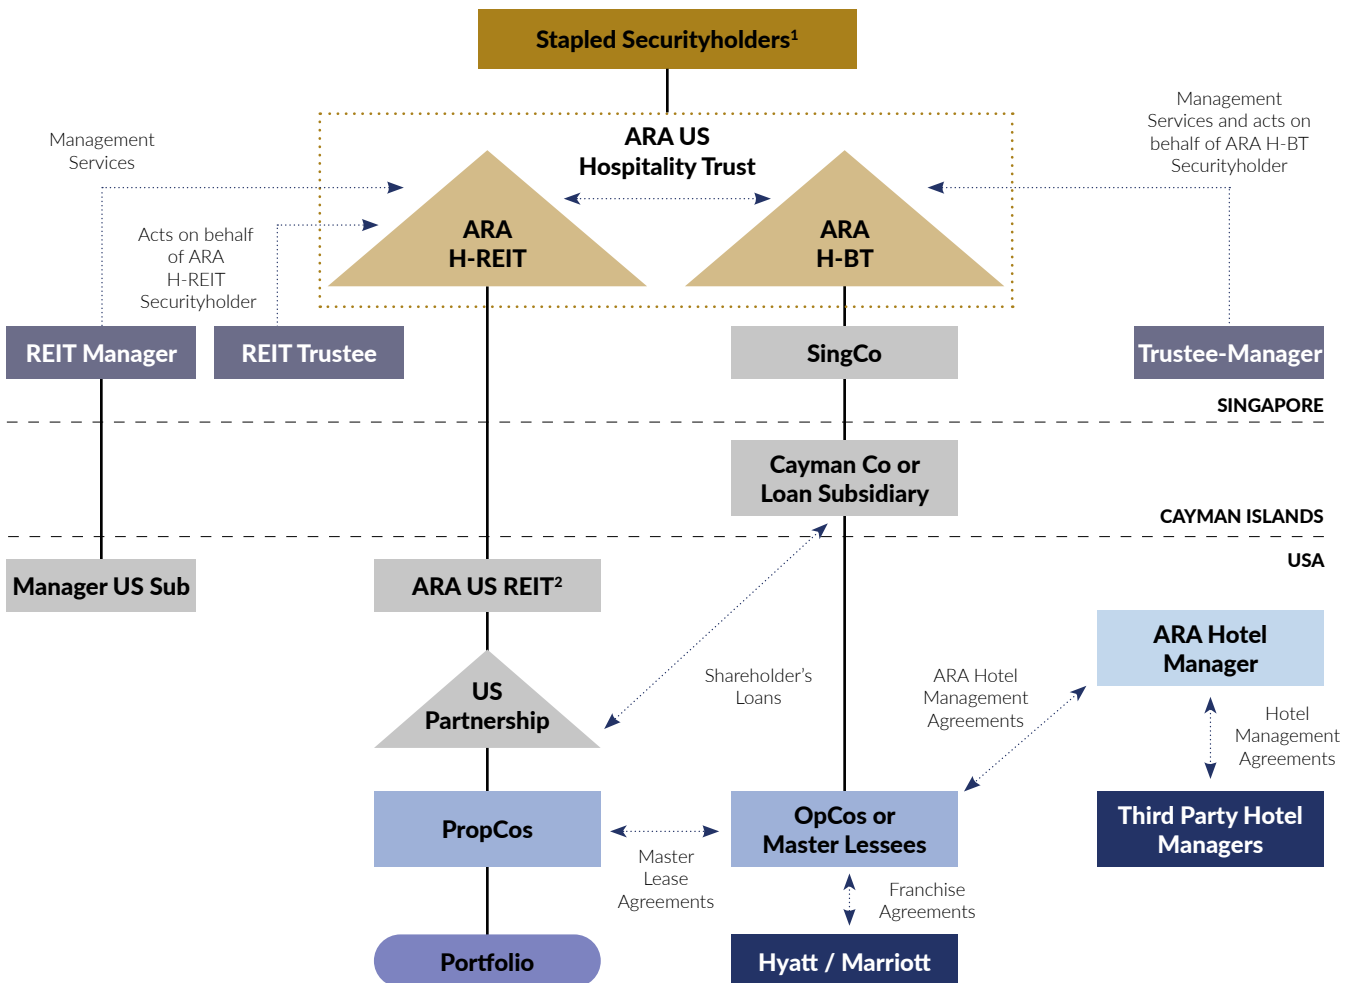 Stapled Securityholders¹
Management
Services
ARA US
Hospitality Trust
Management
Services and acts on
behalf of ARA H-BT
Securityholder
Acts on behalf
of ARA
H-REIT
Securityholder
ARA
H-REIT
ARA
H-BT
REIT Manager
REIT Trustee
SingCo
Trustee-Manager
SINGAPORE
Cayman Co or
Loan Subsidiary
CAYMAN ISLANDS
USA
Manager US Sub
ARA US REIT²
ARA Hotel
Manager
US
Partnership
Shareholder’s
Loans
ARA Hotel
Management
Agreements
Hotel
Management
Agreements
PropCos
Master
Lease
Agreements
OpCos or
Master Lessees
Third Party Hotel
Managers
Franchise
Agreements
Portfolio
Hyatt / Marriott